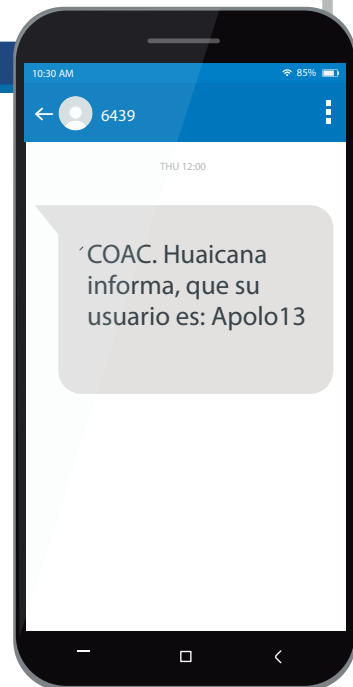 10:30 AM 85%
6439
THU 12:00
COAC. Huaicana
informa, que su
usuario es: Apolo13